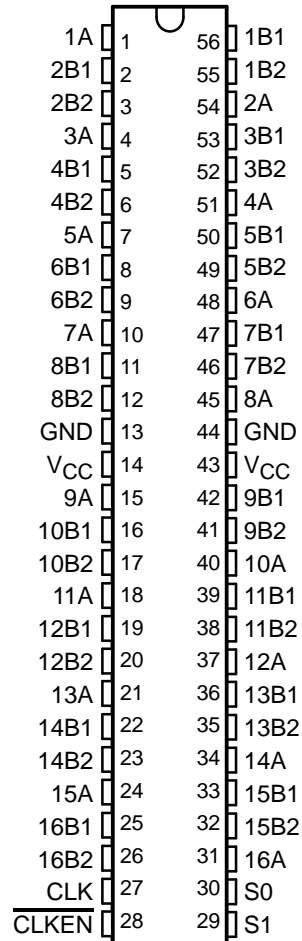 1A 1 56 1B1
2B1 2 55 1B2
2B2 3 54 2A
3A 4 53 3B1
4B1 5 52 3B2
4B2 6 51 4A
5A 7 50 5B1
6B1 8 49 5B2
6B2 9 48 6A
7A 10 47 7B1
8B1 11 46 7B2
8B2 12 45 8A
GND 13 44 GND
VCC 14 43 VCC
9A 15 42 9B1
10B1 16 41 9B2
10B2 17 40 10A
11A 18 39 11B1
12B1 19 38 11B2
12B2 20 37 12A
13A 21 36 13B1
14B1 22 35 13B2
14B2 23 34 14A
15A 24 33 15B1
16B1 25 32 15B2
16B2 26 31 16A
CLK 27 30 S0
CLKEN 28 29 S1